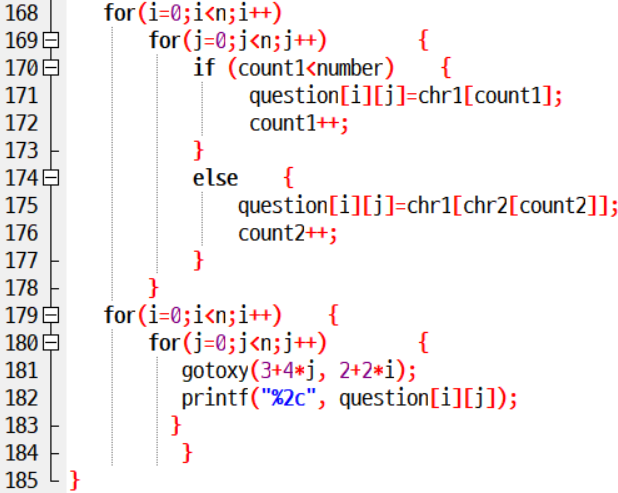 168 for(i=0;i<n;i++)
169 for(j=0;j<n;j++) {
170 if (count1<number) {
171 question[i][j]=chr1[count1];
172 count1++;
173 }
174 else {
175 question[i][j]=chr1[chr2[count2]];
176 count2++;
177 }
178 }
179 for(i=0;i<n;i++) {
180 for(j=0;j<n;j++) {
181 gotoxy(3+4*j, 2+2*i);
182 printf("%2c", question[i][j]);
183 }
184 }
185 }